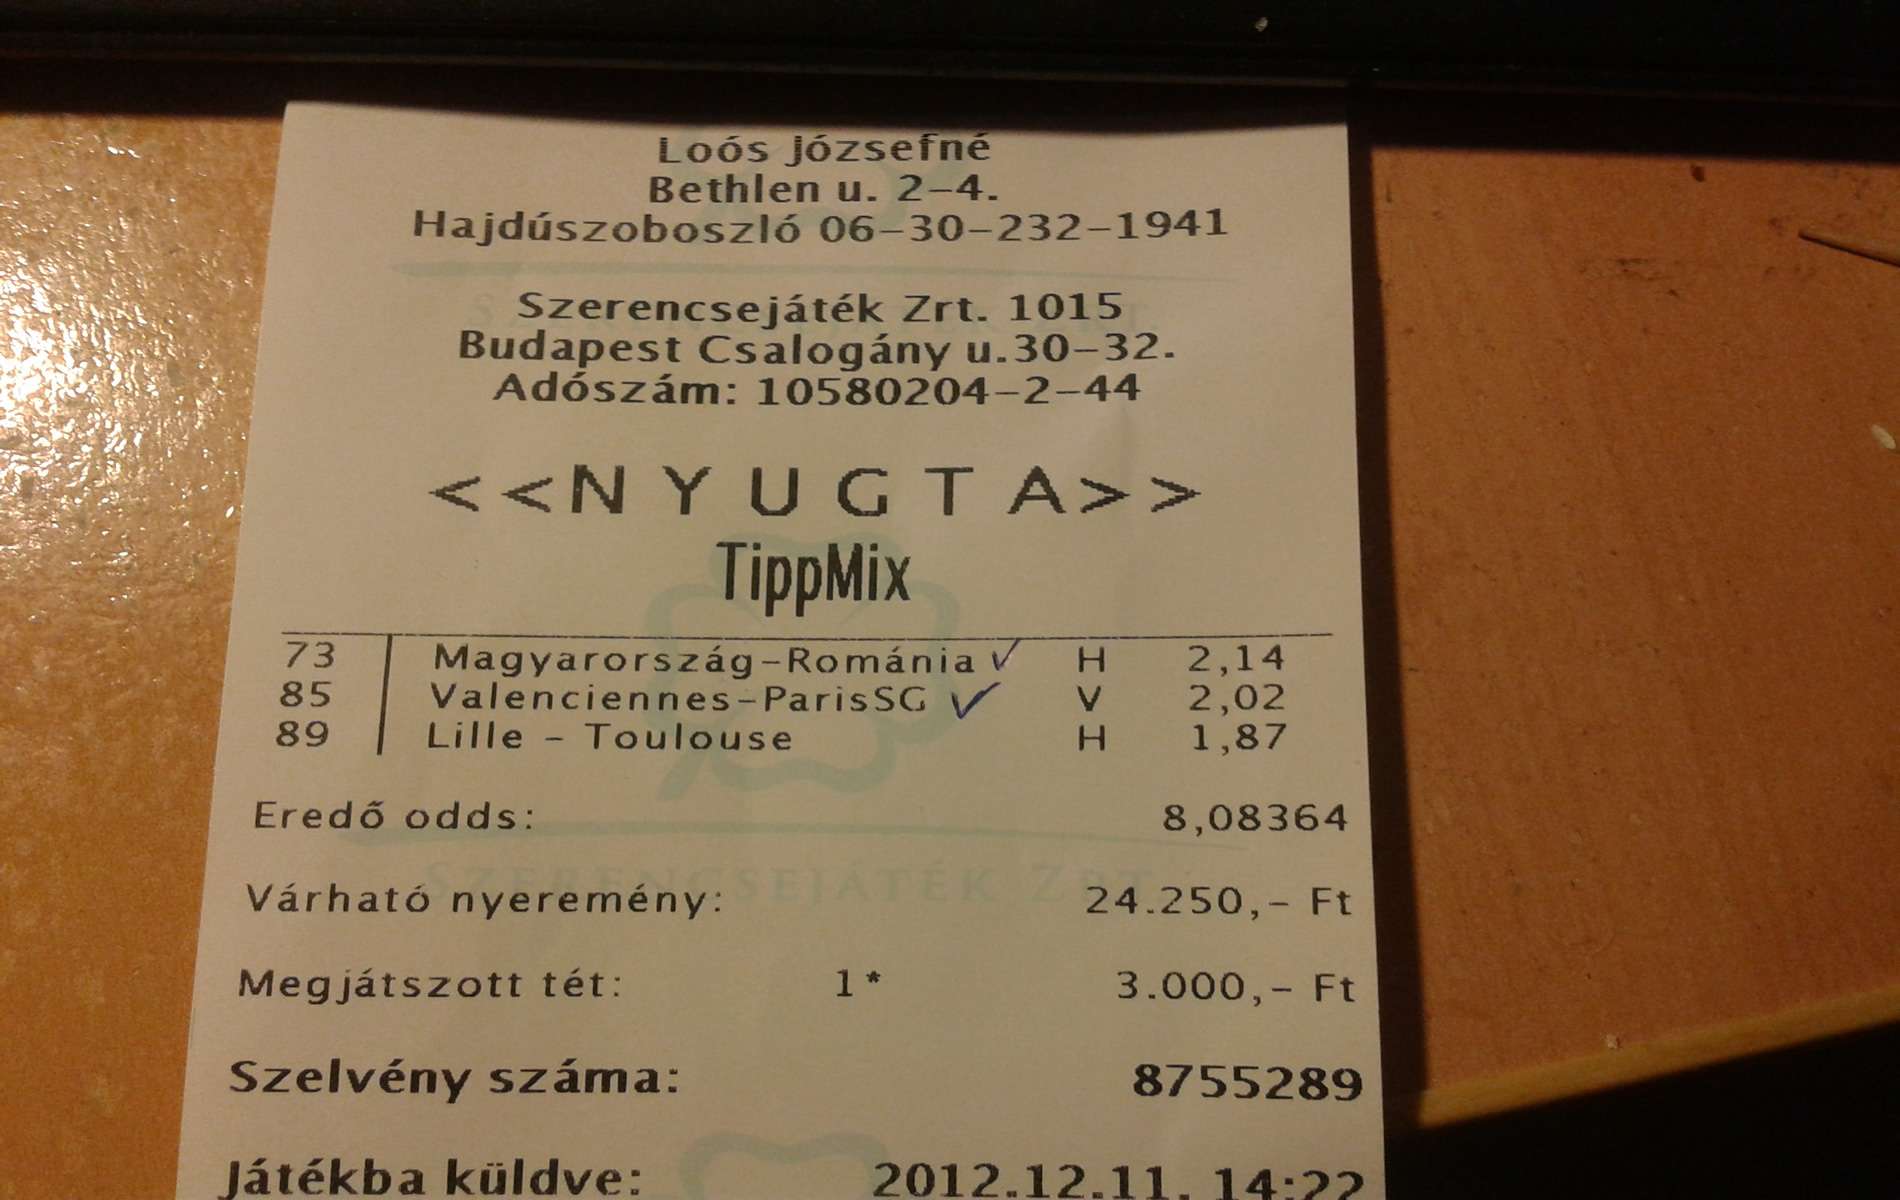 Loós Józsefné
Bethlen u. 2-4.
Hajdúszoboszló 06-30-232-1941
Szerencsejáték Zrt. 1015
Budapest Csalogány u.30-32.
Adószám: 10580204-2-44
<<N Y U G T A>>
TippMix
73 Magyarország-Románia ✓ H 2,14
85 Valenciennes-ParisSG ✓ V 2,02
89 Lille - Toulouse H 1,87
Eredő odds: 8,08364
SZERENCSEJÁTÉK ZRT
Várható nyeremény: 24.250,- Ft
Megjátszott tét: 1* 3.000,- Ft
Szelvény száma: 8755289
Játékba küldve: 2012.12.11. 14:22